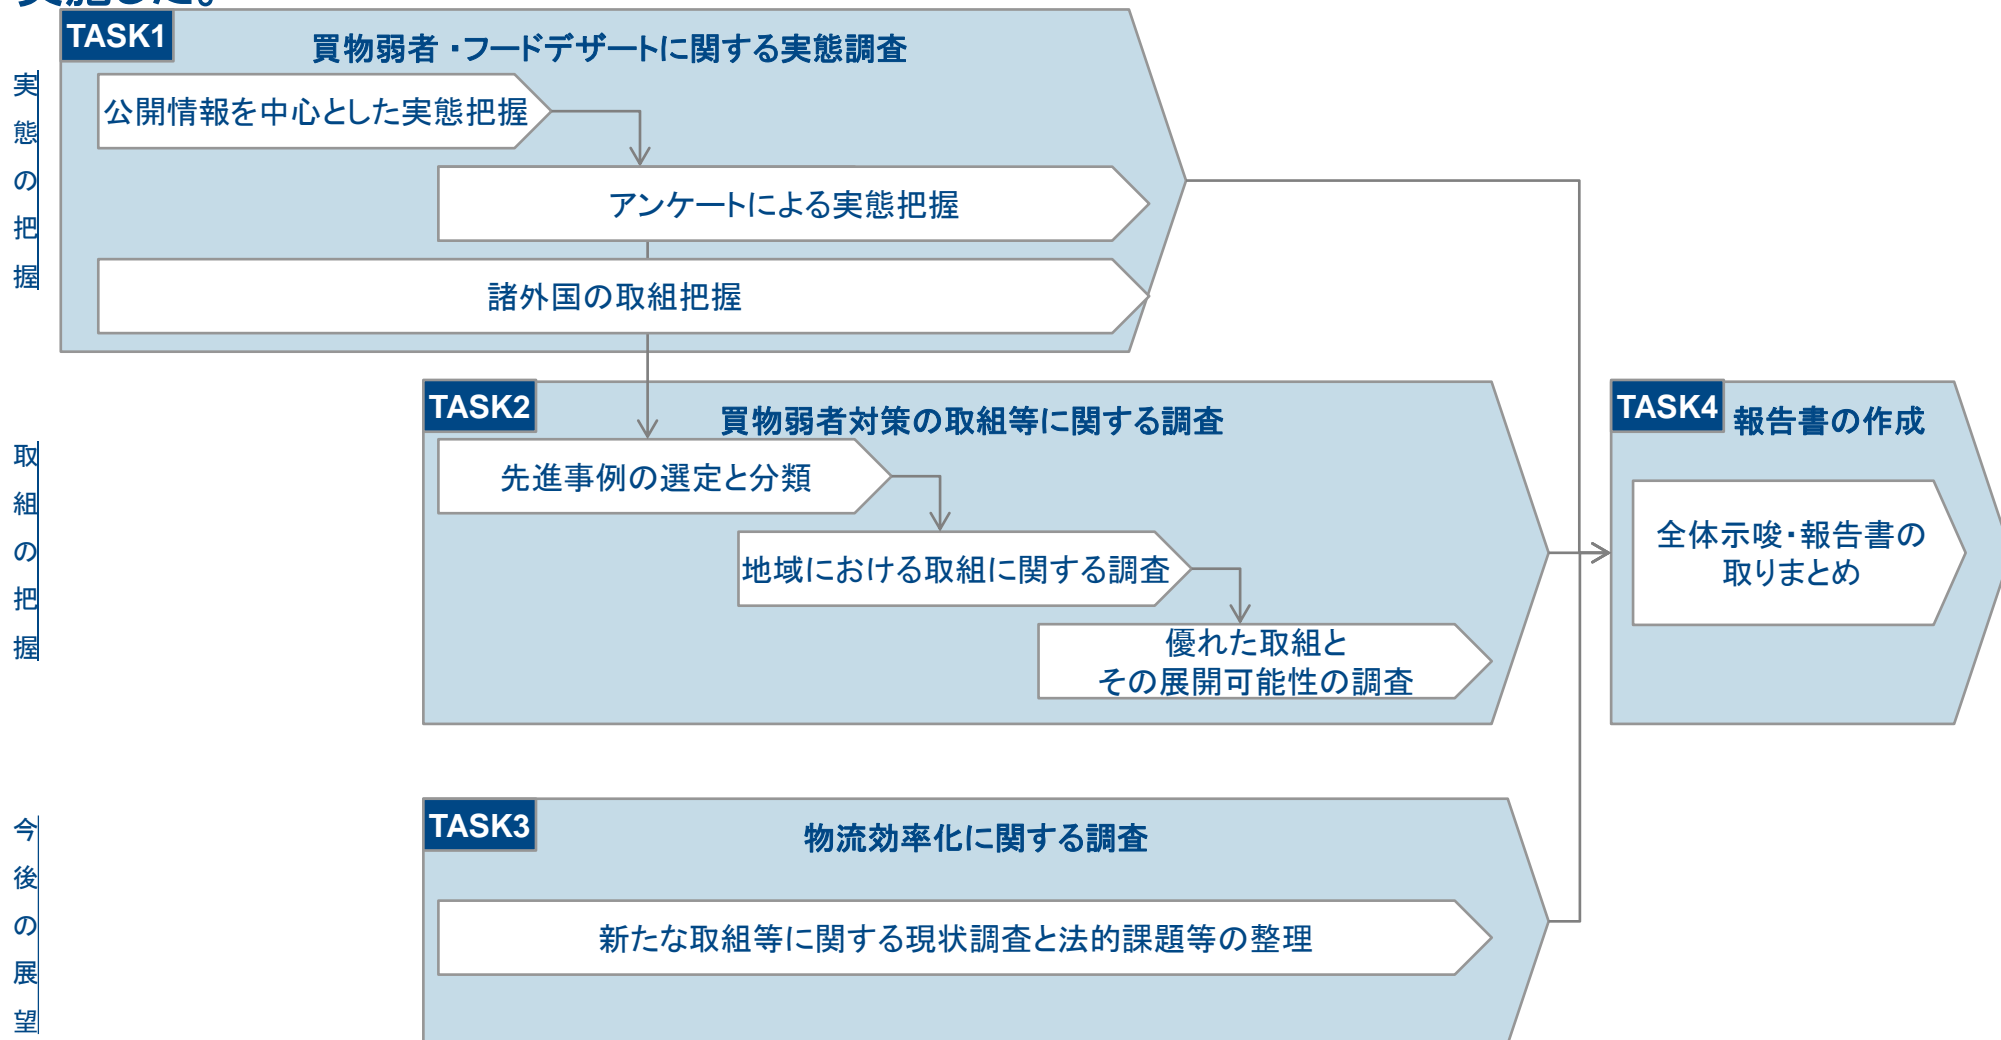 実施した。
TASK1
買物弱者・フードデザートに関する実態調査
実態の把握
公開情報を中心とした実態把握
アンケートによる実態把握
諸外国の取組把握
TASK2
買物弱者対策の取組等に関する調査
取組の把握
先進事例の選定と分類
地域における取組に関する調査
優れた取組と
その展開可能性の調査
TASK4
報告書の作成
全体示唆・報告書の
取りまとめ
TASK3
物流効率化に関する調査
今後の展望
新たな取組等に関する現状調査と法的課題等の整理